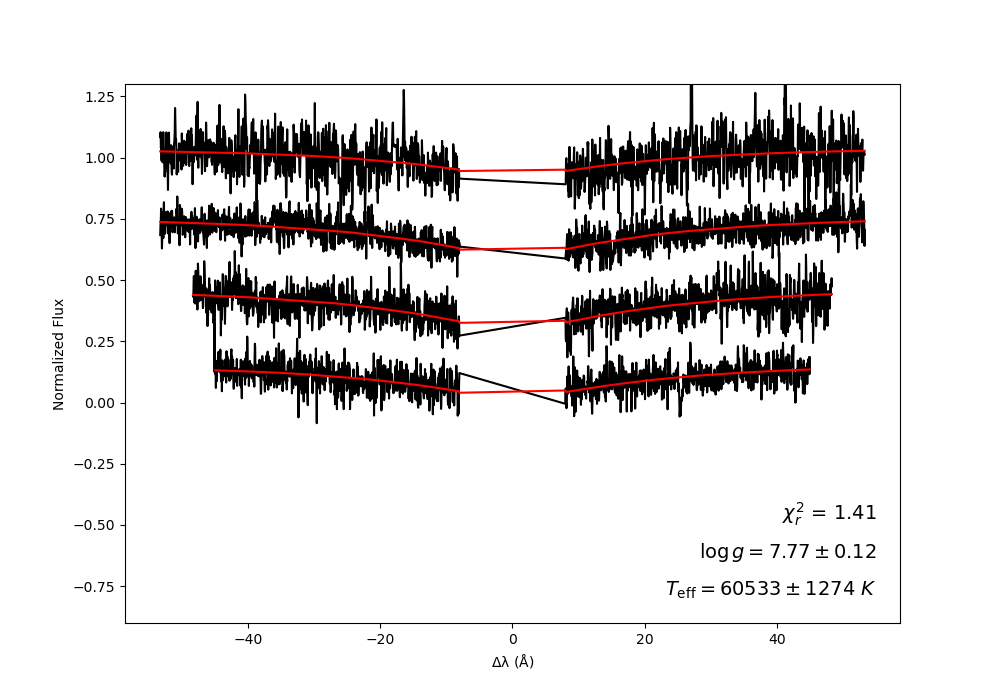 1.25
1.00
0.75
0.50
0.25
0.00
−0.25
−0.50
−0.75
Normalized Flux
χ²ᵣ = 1.41
log g = 7.77 ± 0.12
T_eff = 60533 ± 1274 K
−40 −20 0 20 40
Δλ (Å)